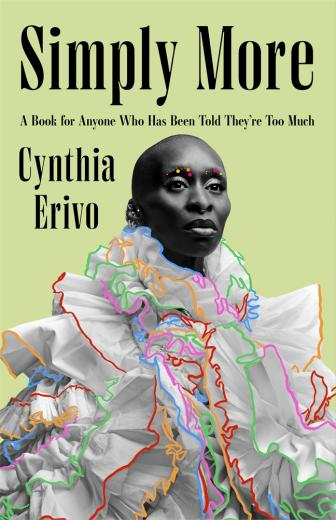 Simply More
A Book for Anyone Who Has Been Told They're Too Much
Cynthia
Erivo